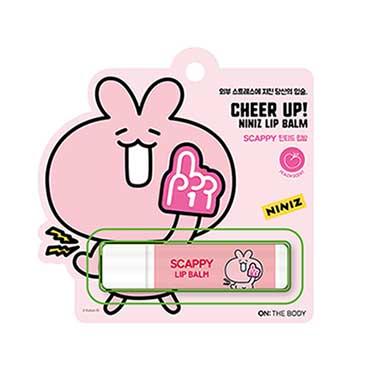 외부 스트레스에 지친 당신의 입술,
CHEER UP!
NINIZ LIP BALM
SCAPPY 틴티드 립밤
PEACH SCENT
NINIZ
SCAPPY
LIP BALM
ON: THE BODY